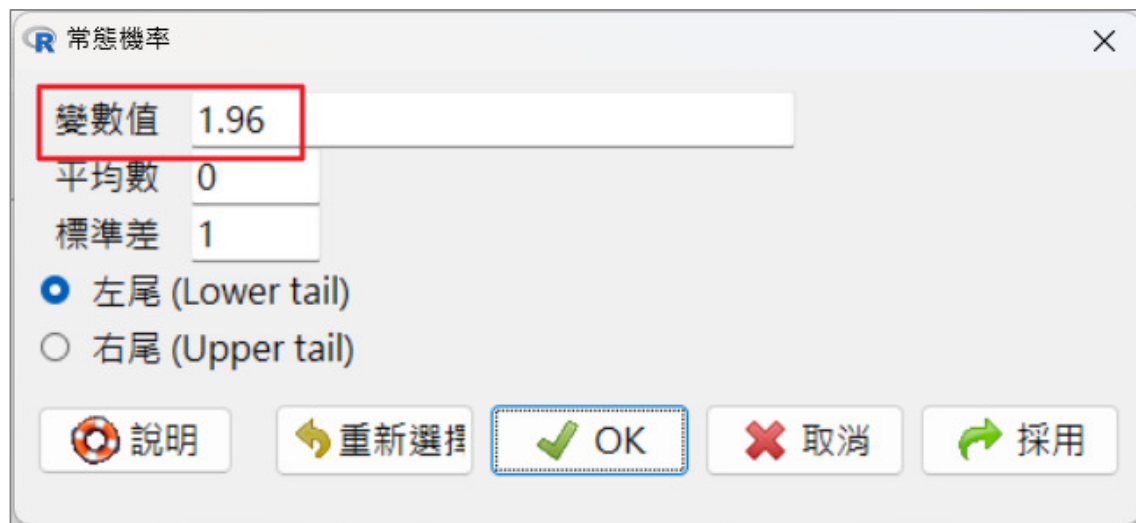 常態機率
變數值 1.96
平均數 0
標準差 1
左尾 (Lower tail)
右尾 (Upper tail)
說明 重新選擇 OK 取消 採用